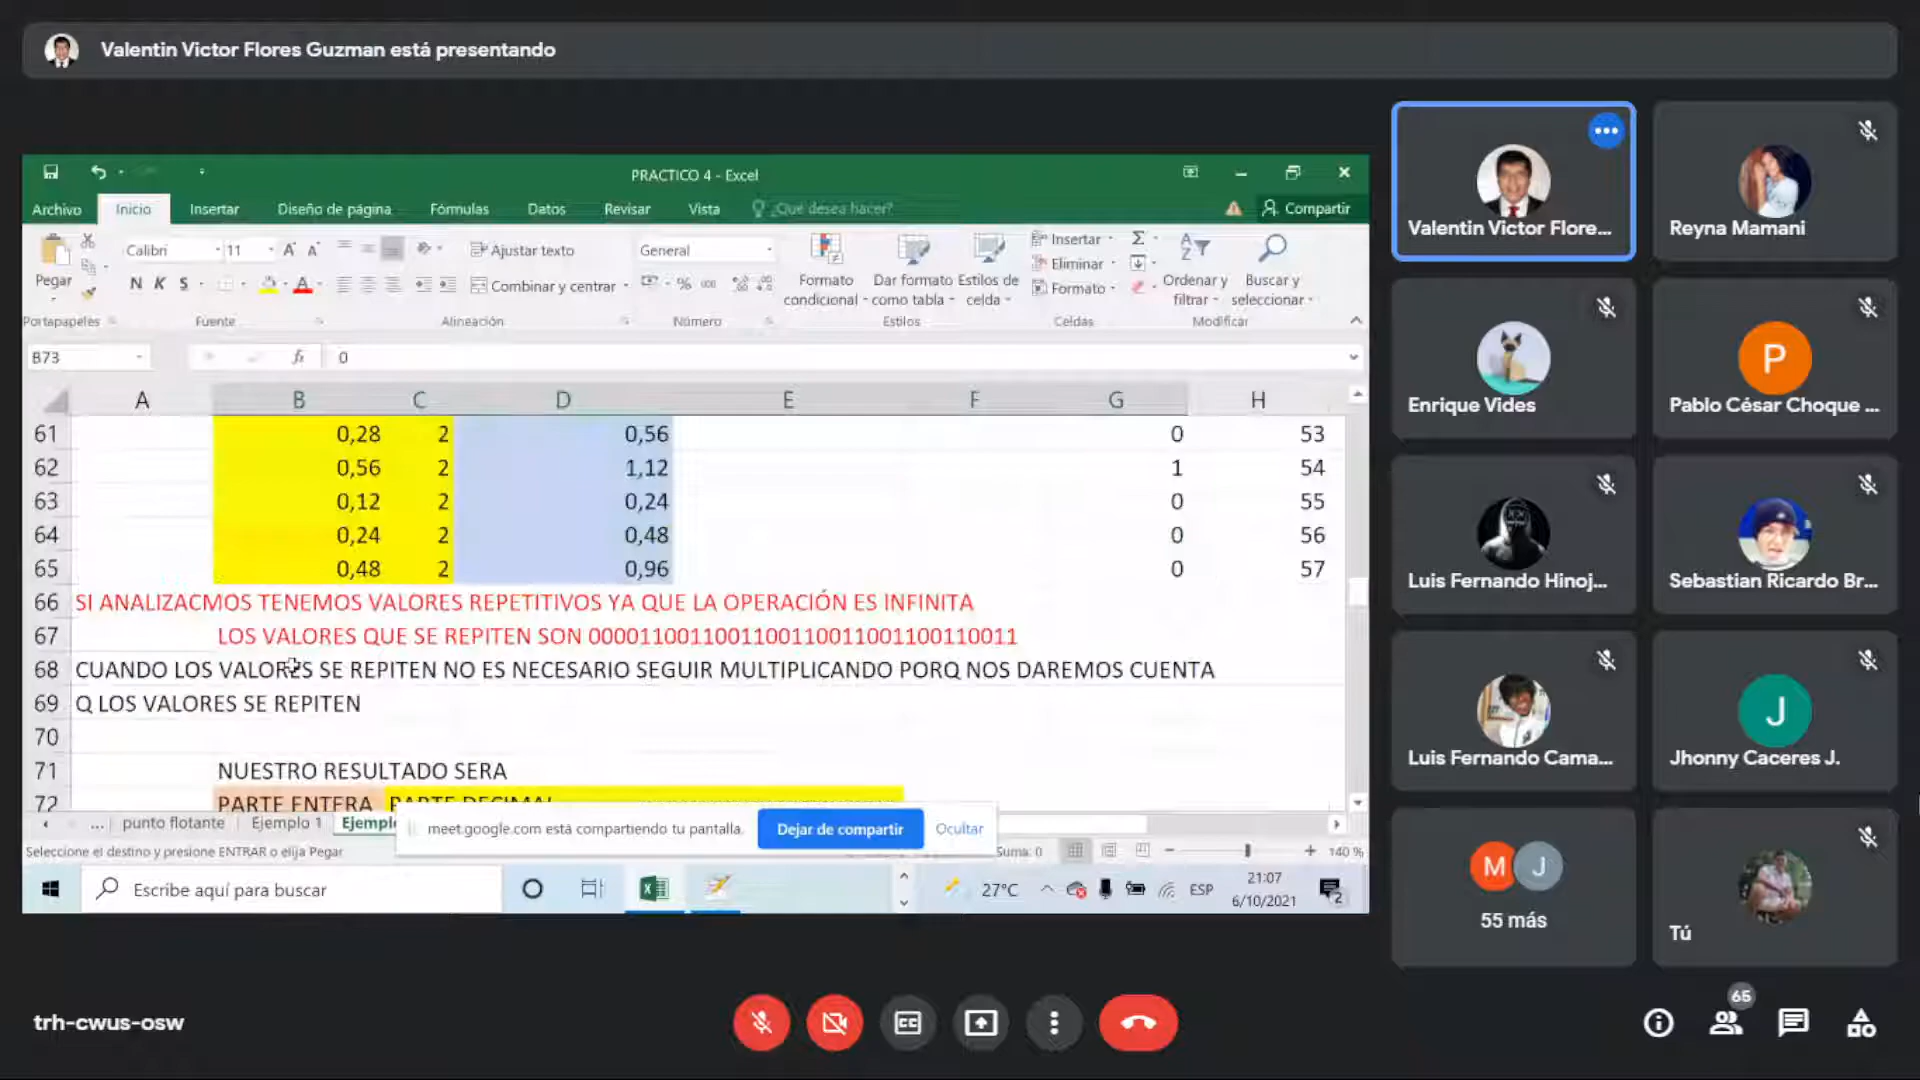 Valentin Victor Flores Guzman está presentando
PRACTICO 4 - Excel
Archivo Inicio Insertar Diseño de página Fórmulas Datos Revisar Vista ¿Qué desea hacer? Compartir
Pegar Calibri 11 Ajustar texto General Insertar
N K S Combinar y centrar % 000 Formato condicional Dar formato como tabla Estilos de celda Eliminar Formato Ordenar y filtrar Buscar y seleccionar
Portapapeles Fuente Alineación Número Estilos Celdas Modificar
B73 fx 0
A B C D E F G H
61 0,28 2 0,56 0 53
62 0,56 2 1,12 1 54
63 0,12 2 0,24 0 55
64 0,24 2 0,48 0 56
65 0,48 2 0,96 0 57
66 SI ANALIZACMOS TENEMOS VALORES REPETITIVOS YA QUE LA OPERACIÓN ES INFINITA
67 LOS VALORES QUE SE REPITEN SON 00001100110011001100110011001100110011
68 CUANDO LOS VALORES SE REPITEN NO ES NECESARIO SEGUIR MULTIPLICANDO PORQ NOS DAREMOS CUENTA
69 Q LOS VALORES SE REPITEN
70
71 NUESTRO RESULTADO SERA
72 PARTE ENTERA PARTE DECIMAL
... punto flotante Ejemplo 1 Ejemplo
meet.google.com está compartiendo tu pantalla. Dejar de compartir Ocultar
Seleccione el destino y presione ENTRAR o elija Pegar Suma: 0 140 %
Escribe aquí para buscar 27°C ESP 21:07
6/10/2021 2
Valentin Victor Flore...
Reyna Mamani
Enrique Vides
P
Pablo César Choque ...
Luis Fernando Hinoj...
Sebastian Ricardo Br...
Luis Fernando Cama...
J
Jhonny Caceres J.
M J
55 más
Tú
trh-cwus-osw
CC
65